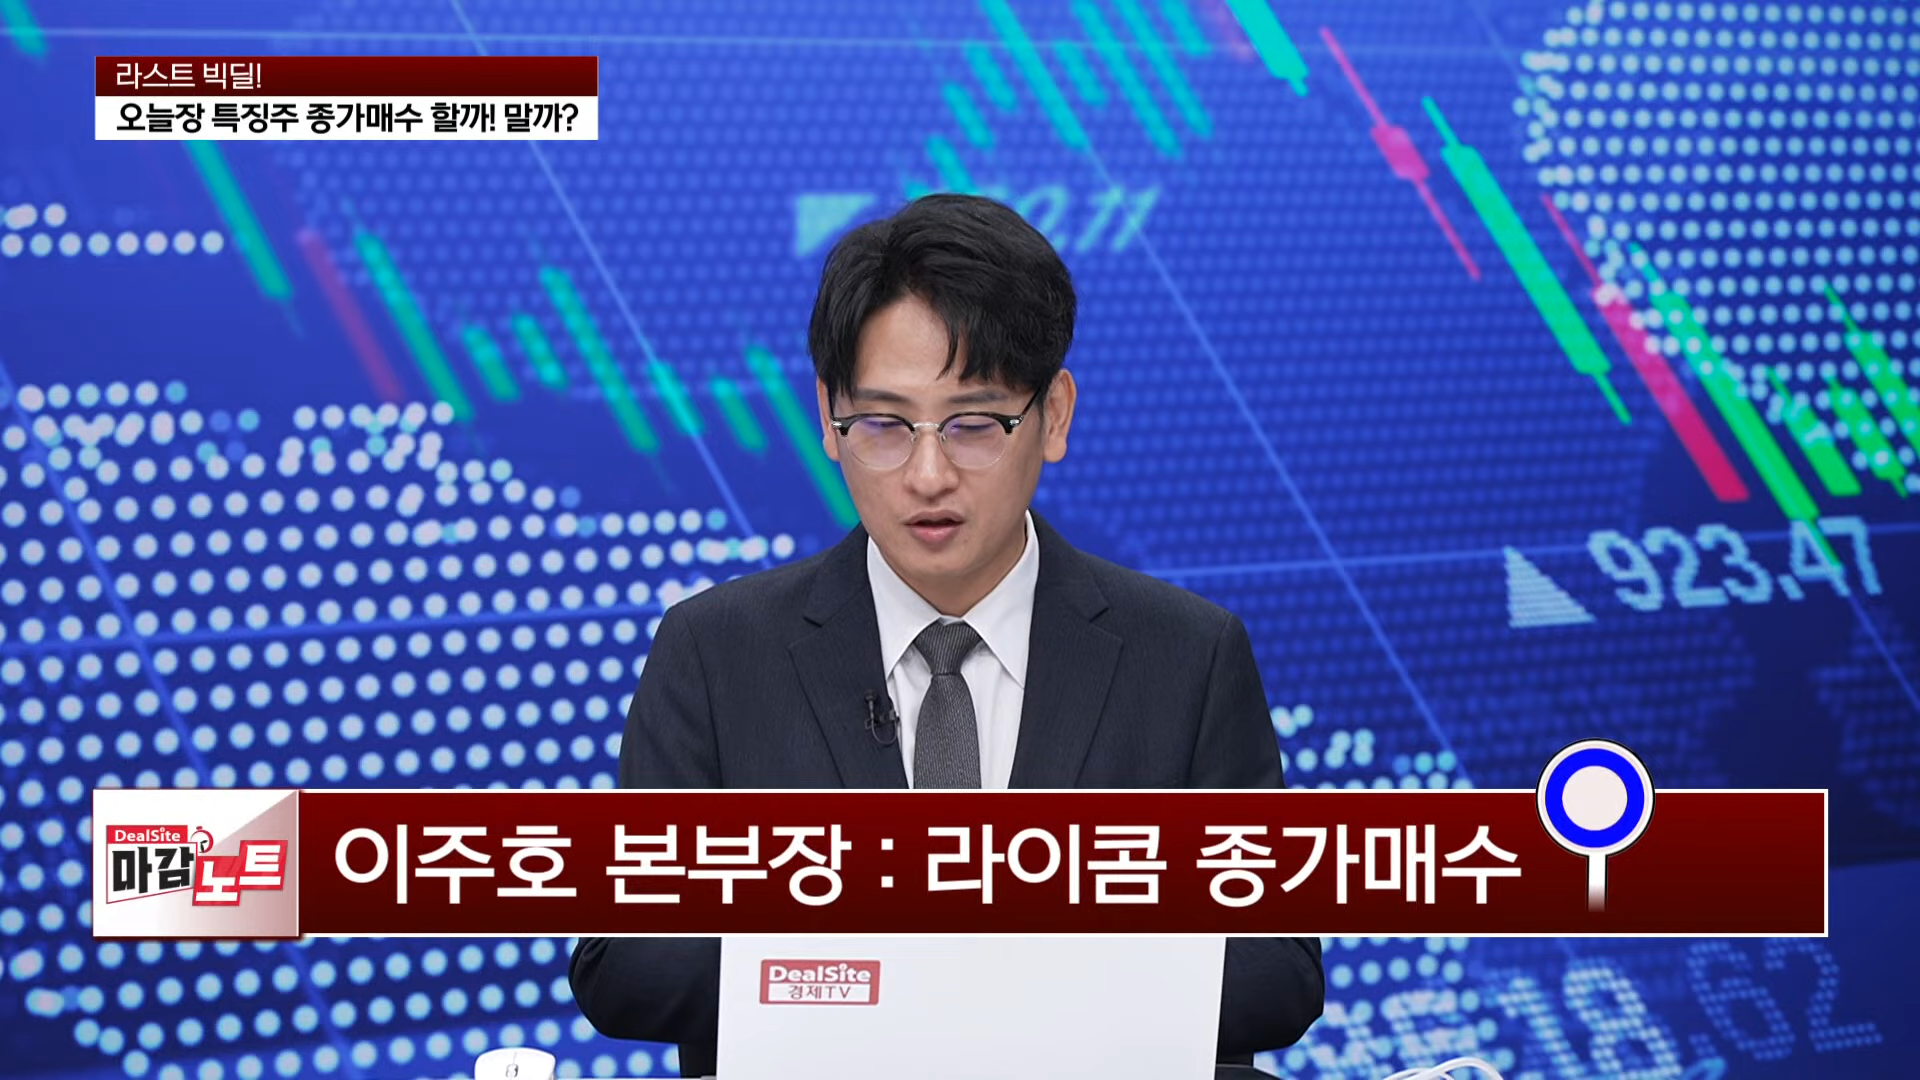 라스트 빅딜!
오늘장 특징주 종가매수 할까! 말까?
923.47
DealSite
마감노트
이주호 본부장 : 라이콤 종가매수
DealSite
경제TV